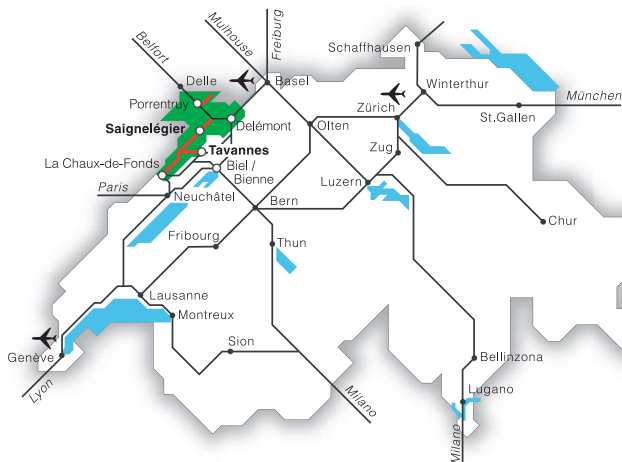 Mulhouse
Freiburg
Schaffhausen
Belfort
Delle
Basel
Winterthur
München
Porrentruy
Zürich
St.Gallen
Saignelégier
Delémont
Olten
Tavannes
Zug
La Chaux-de-Fonds
Biel /
Bienne
Luzern
Paris
Neuchâtel
Bern
Chur
Fribourg
Thun
Lausanne
Montreux
Sion
Genève
Bellinzona
Lyon
Milano
Lugano
Milano